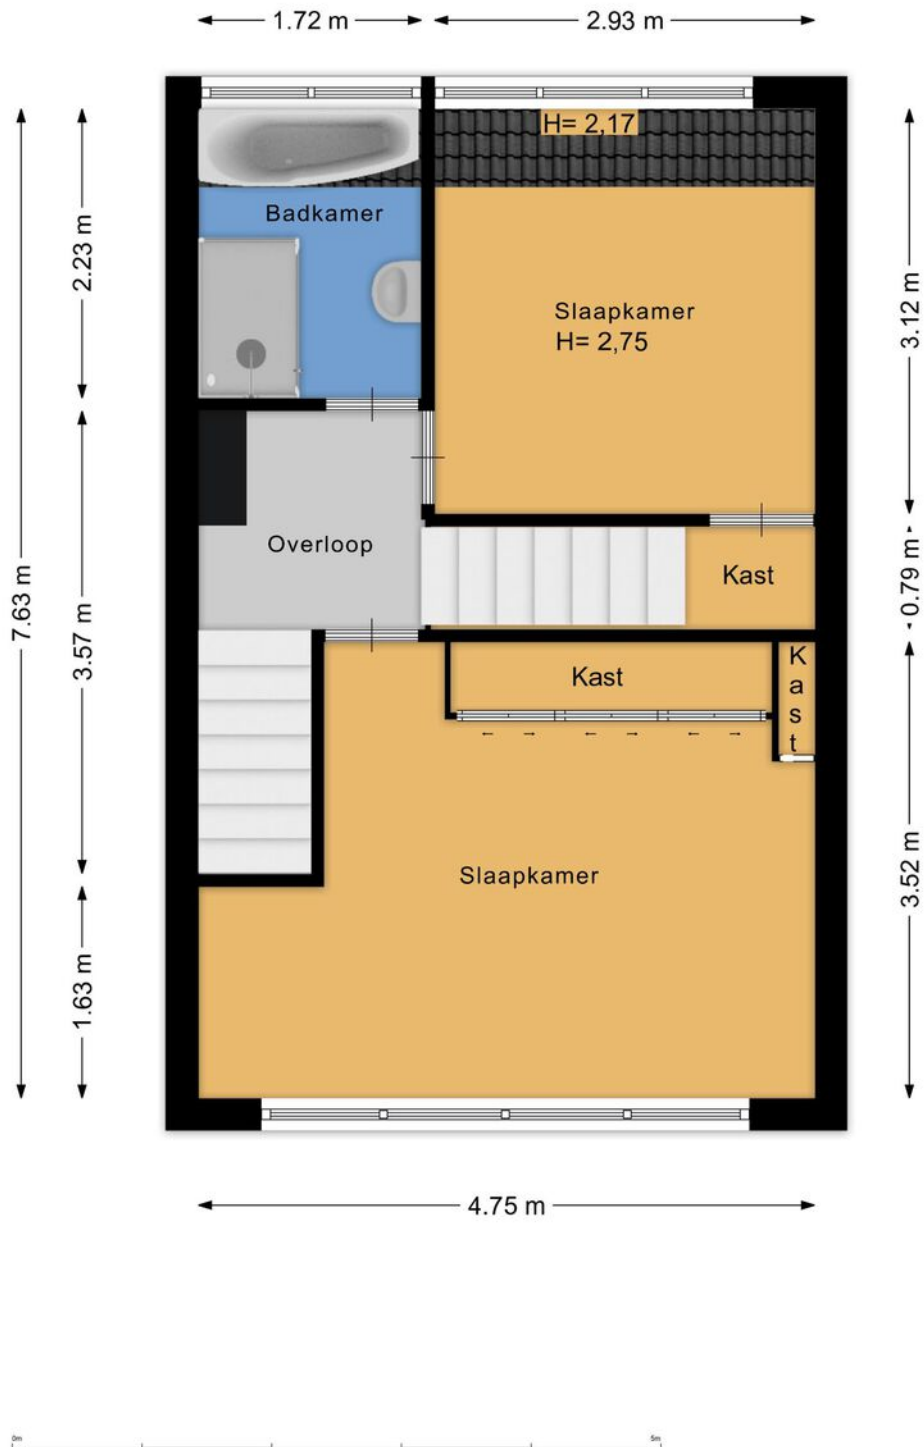 1.72 m
2.93 m
H= 2,17
Badkamer
2.23 m
Slaapkamer
H= 2,75
3.12 m
Overloop
Kast
0.79 m
7.63 m
3.57 m
Kast
Kast
Slaapkamer
3.52 m
1.63 m
4.75 m
0m
5m